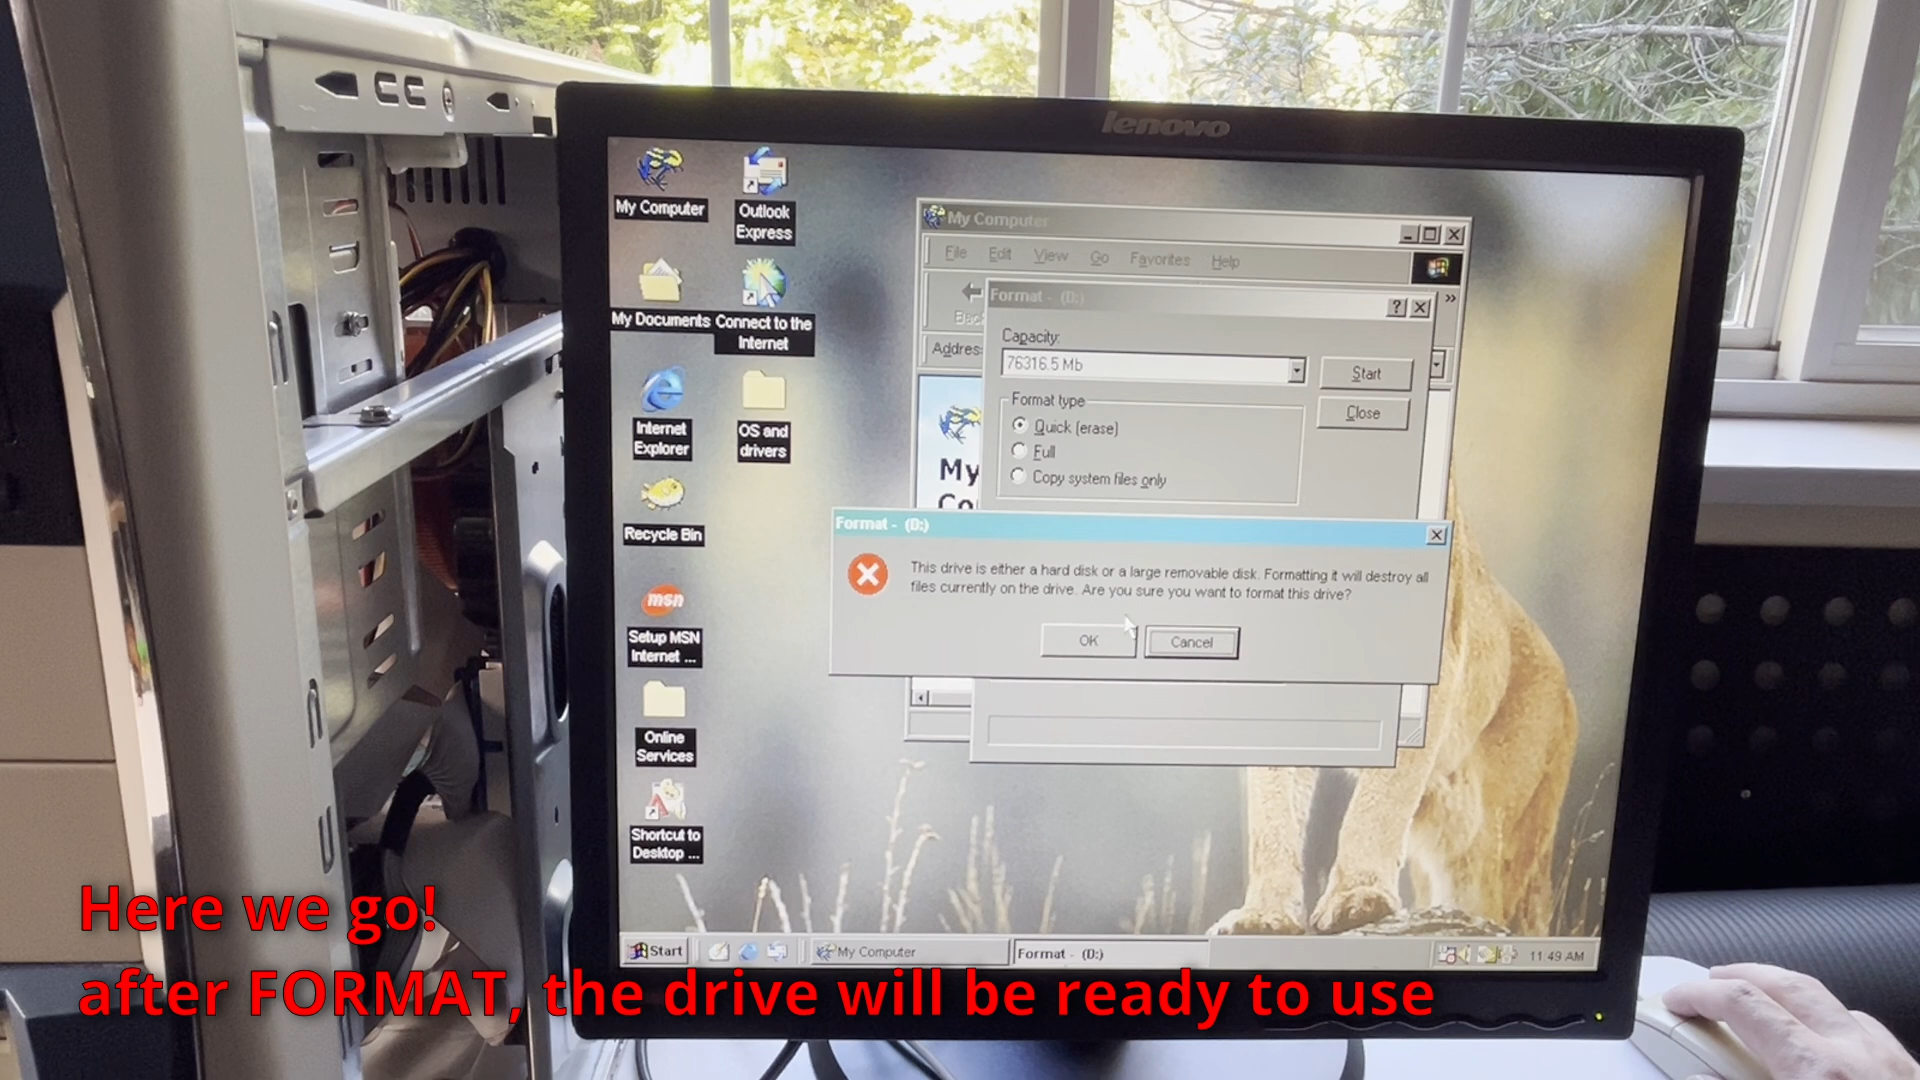 lenovo
My Computer
Outlook
Express
My Documents
Connect to the
Internet
Internet
Explorer
OS and
drivers
Recycle Bin
msn
Setup MSN
Internet ...
Online
Services
Shortcut to
Desktop ...
My Computer
File Edit View Go Favorites Help
»
Format - (D:)
?
Capacity:
76316.5 Mb
Start
Close
Format type
Quick (erase)
Full
Copy system files only
My
Format - (D:)
This drive is either a hard disk or a large removable disk. Formatting it will destroy all
files currently on the drive. Are you sure you want to format this drive?
OK Cancel
Start My Computer Format - (D:) 11:49 AM
Here we go!
after FORMAT, the drive will be ready to use